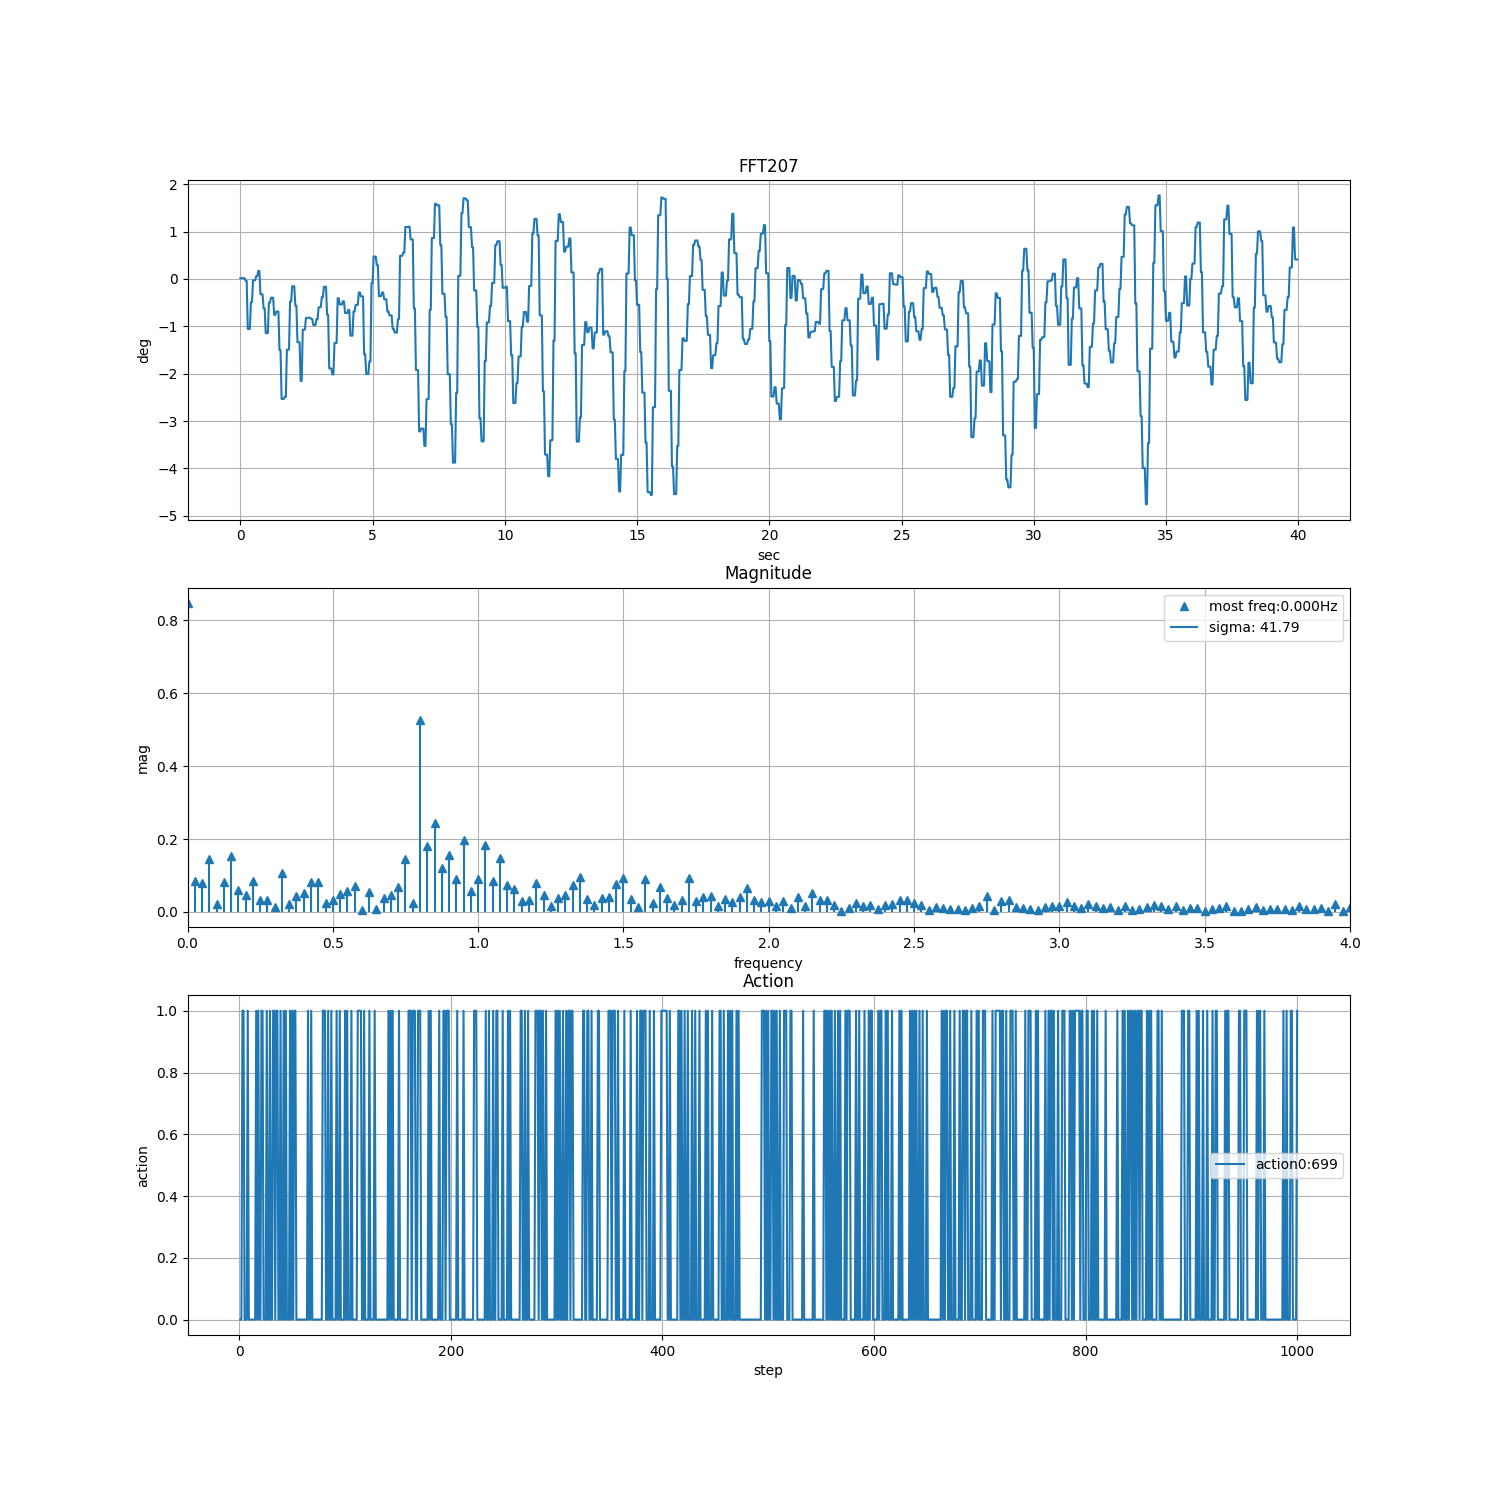 FFT207
2
1
0
−1
−2
−3
−4
−5
deg
0 5 10 15 20 25 30 35 40
sec
Magnitude
most freq:0.000Hz
sigma: 41.79
0.8
0.6
0.4
0.2
0.0
mag
0.0 0.5 1.0 1.5 2.0 2.5 3.0 3.5 4.0
frequency
Action
1.0
0.8
0.6
0.4
0.2
0.0
action
action0:699
0 200 400 600 800 1000
step